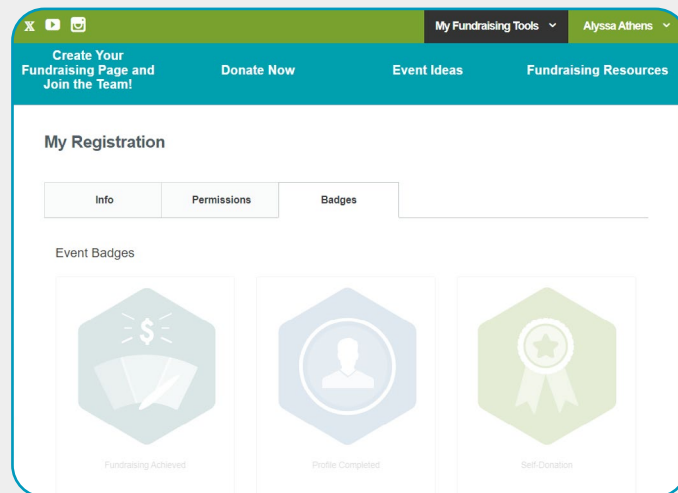 X
My Fundraising Tools
Alyssa Athens
Create Your
Fundraising Page and
Join the Team!
Donate Now
Event Ideas
Fundraising Resources
My Registration
Info
Permissions
Badges
Event Badges
$
Fundraising Achieved
Profile Completed
Self-Donation